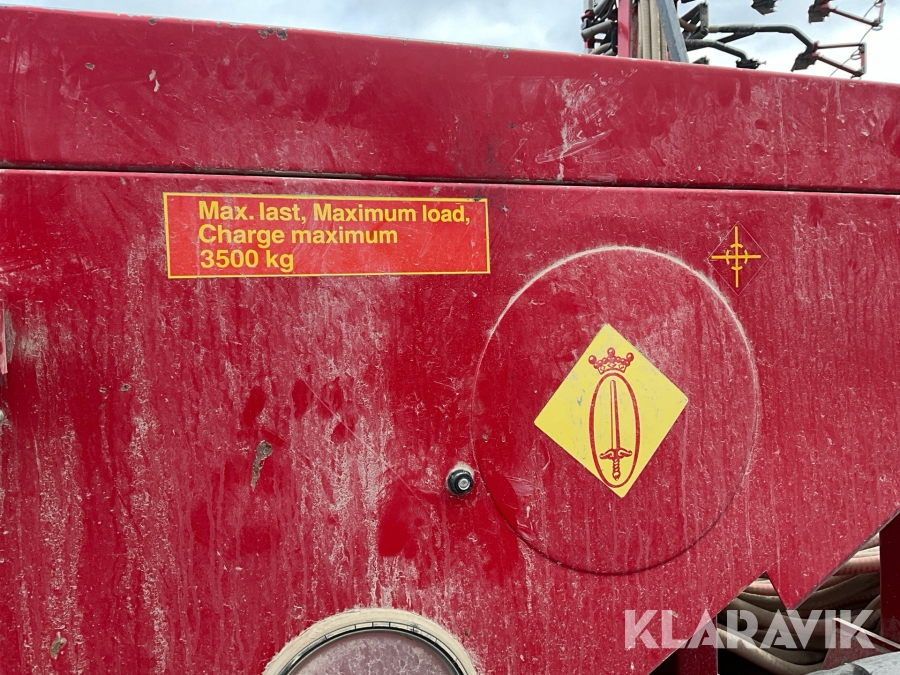 Max. last, Maximum load,
Charge maximum
3500 kg
KLARAVIK